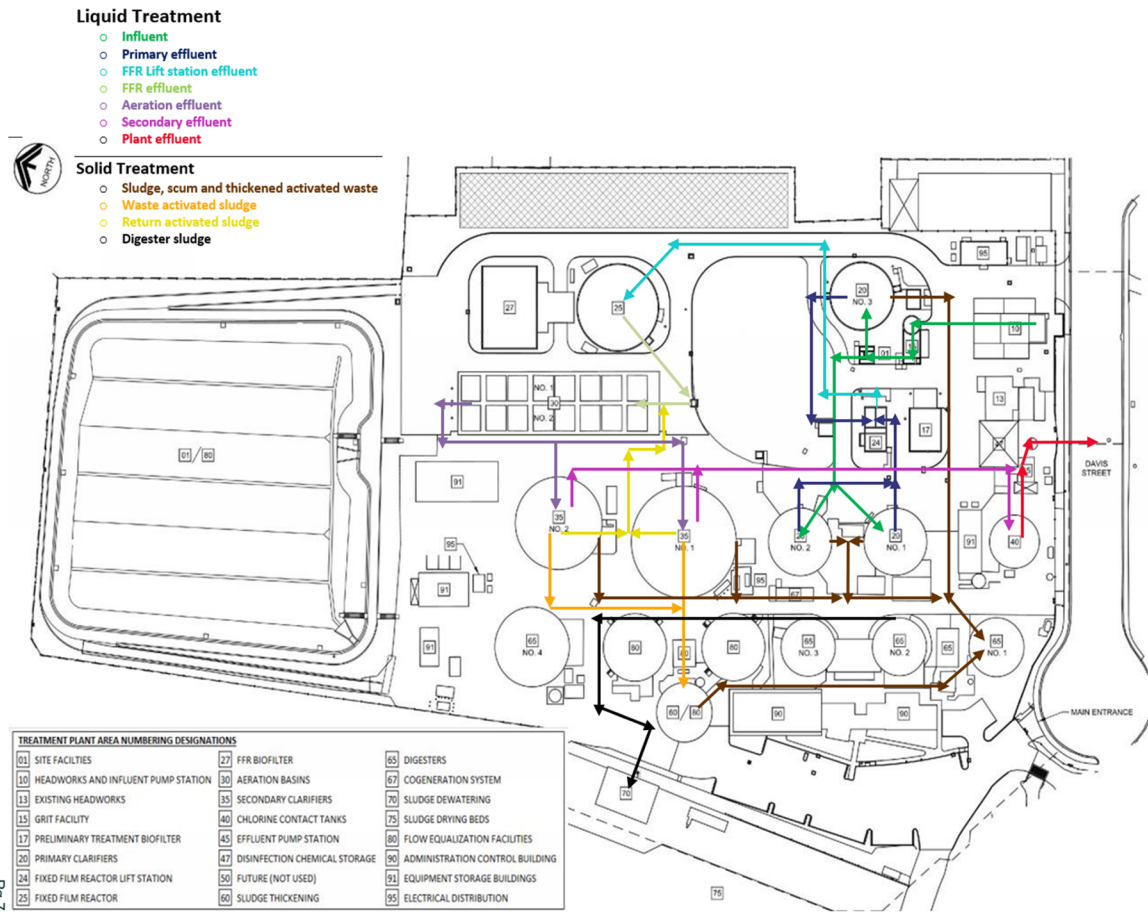 Liquid Treatment
Influent
Primary effluent
FFR Lift station effluent
FFR effluent
Aeration effluent
Secondary effluent
Plant effluent
NORTH
Solid Treatment
Sludge, scum and thickened activated waste
Waste activated sludge
Return activated sludge
Digester sludge
95
20
NO. 3
27
25
10
01
NO. 1
30
NO. 2
13
17
24
47
DAVIS
STREET
01/80
91
35
NO. 2
35
NO. 1
NO. 2
20
NO. 1
91
40
95
91
95
67
91
65
NO. 4
80
80
65
NO. 3
65
NO. 2
65
65
NO. 1
60/80
90
90
MAIN ENTRANCE
70
75
TREATMENT PLANT AREA NUMBERING DESIGNATIONS
01 SITE FACILTIES 27 FFR BIOFILTER 65 DIGESTERS
10 HEADWORKS AND INFLUENT PUMP STATION 30 AERATION BASINS 67 COGENERATION SYSTEM
13 EXISTING HEADWORKS 35 SECONDARY CLARIFIERS 70 SLUDGE DEWATERING
15 GRIT FACILITY 40 CHLORINE CONTACT TANKS 75 SLUDGE DRYING BEDS
17 PRELIMINARY TREATMENT BIOFILTER 45 EFFLUENT PUMP STATION 80 FLOW EQUALIZATION FACILITIES
20 PRIMARY CLARIFIERS 47 DISINFECTION CHEMICAL STORAGE 90 ADMINISTRATION CONTROL BUILDING
24 FIXED FILM REACTOR LIFT STATION 50 FUTURE (NOT USED) 91 EQUIPMENT STORAGE BUILDINGS
25 FIXED FILM REACTOR 60 SLUDGE THICKENING 95 ELECTRICAL DISTRIBUTION